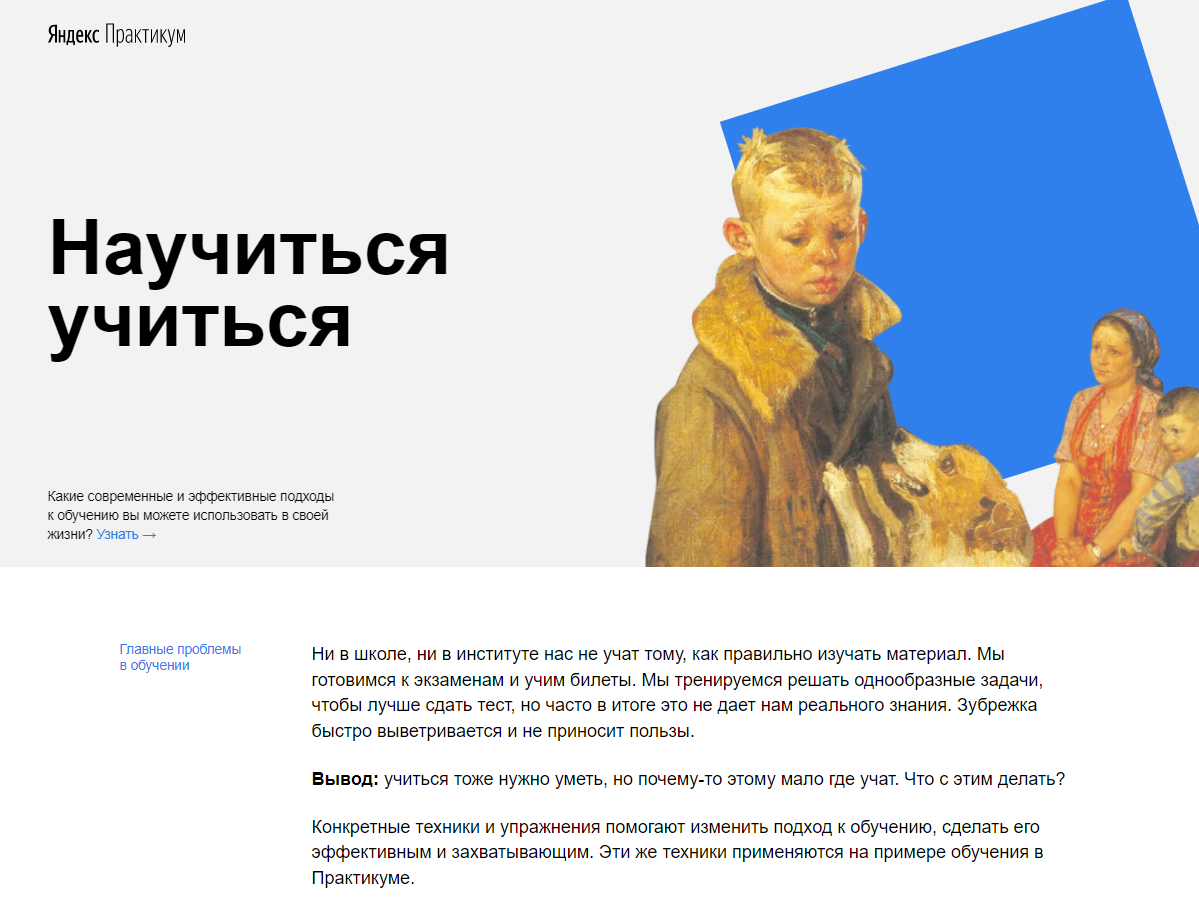 Яндекс Практикум
Научиться
учиться
Какие современные и эффективные подходы
к обучению вы можете использовать в своей
жизни? Узнать →
Главные проблемы
в обучении
Ни в школе, ни в институте нас не учат тому, как правильно изучать материал. Мы
готовимся к экзаменам и учим билеты. Мы тренируемся решать однообразные задачи,
чтобы лучше сдать тест, но часто в итоге это не дает нам реального знания. Зубрежка
быстро выветривается и не приносит пользы.
Вывод: учиться тоже нужно уметь, но почему-то этому мало где учат. Что с этим делать?
Конкретные техники и упражнения помогают изменить подход к обучению, сделать его
эффективным и захватывающим. Эти же техники применяются на примере обучения в
Практикуме.